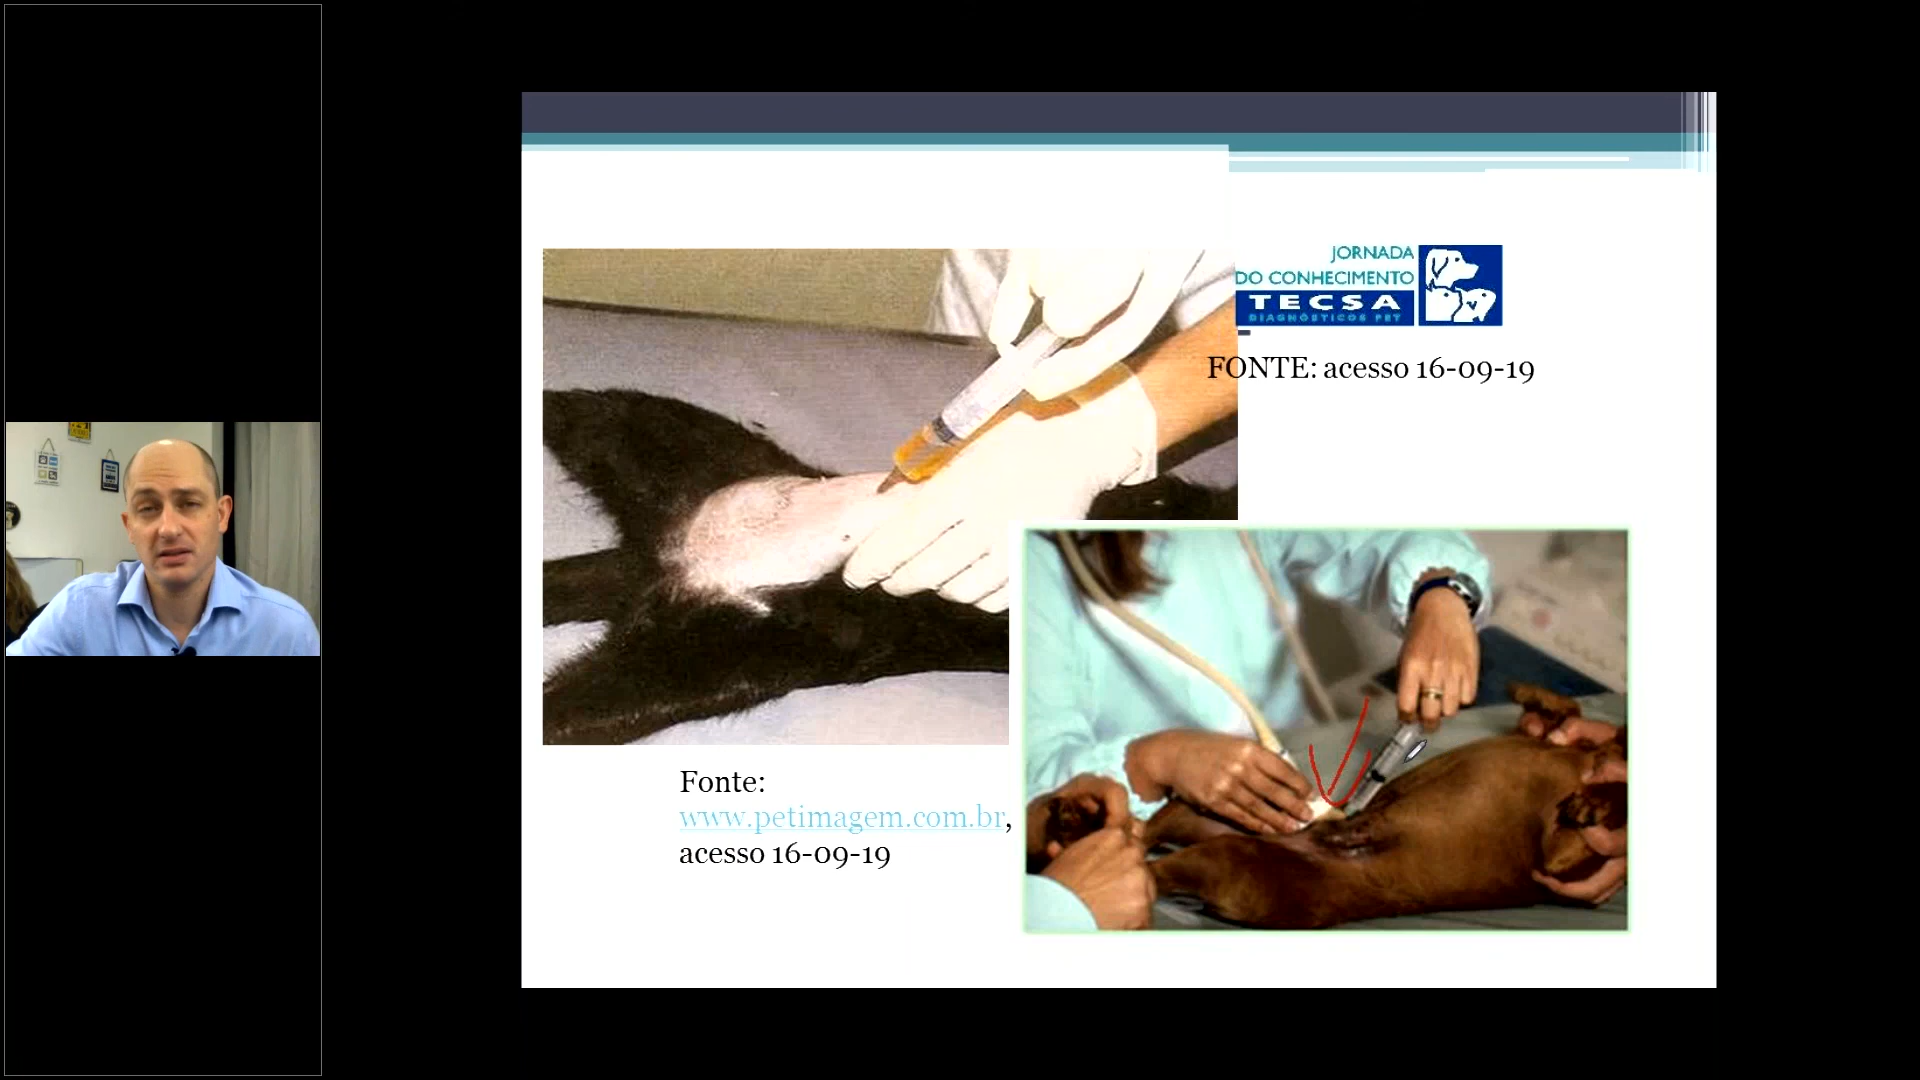 JORNADA
DO CONHECIMENTO
TECSA
DIAGNÓSTICOS PET
FONTE: acesso 16-09-19
Fonte:
www.petimagem.com.br,
acesso 16-09-19